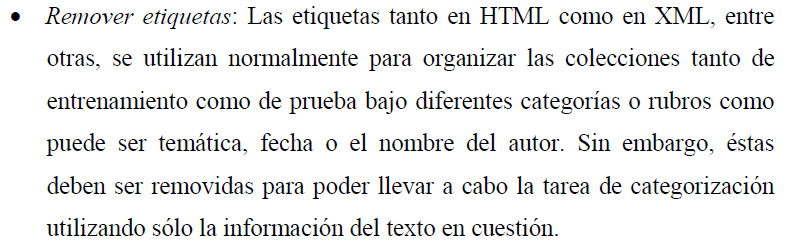 • Remover etiquetas: Las etiquetas tanto en HTML como en XML, entre
otras, se utilizan normalmente para organizar las colecciones tanto de
entrenamiento como de prueba bajo diferentes categorías o rubros como
puede ser temática, fecha o el nombre del autor. Sin embargo, éstas
deben ser removidas para poder llevar a cabo la tarea de categorización
utilizando sólo la información del texto en cuestión.